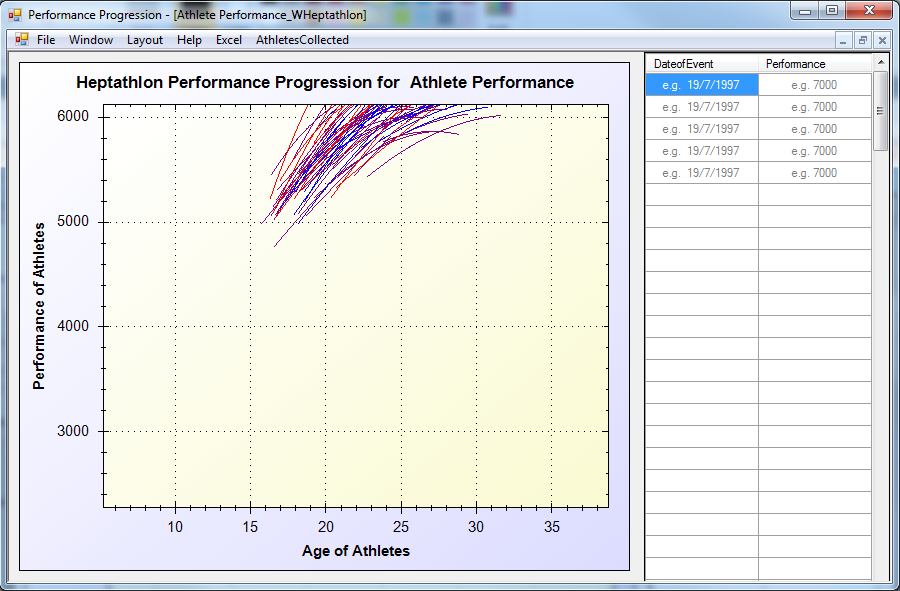 Performance Progression - [Athlete Performance_WHeptathlon]
File Window Layout Help Excel AthletesCollected
Heptathlon Performance Progression for Athlete Performance
6000
5000
4000
3000
Performance of Athletes
10 15 20 25 30 35
Age of Athletes
DateofEvent Performance
e.g. 19/7/1997 e.g. 7000
e.g. 19/7/1997 e.g. 7000
e.g. 19/7/1997 e.g. 7000
e.g. 19/7/1997 e.g. 7000
e.g. 19/7/1997 e.g. 7000